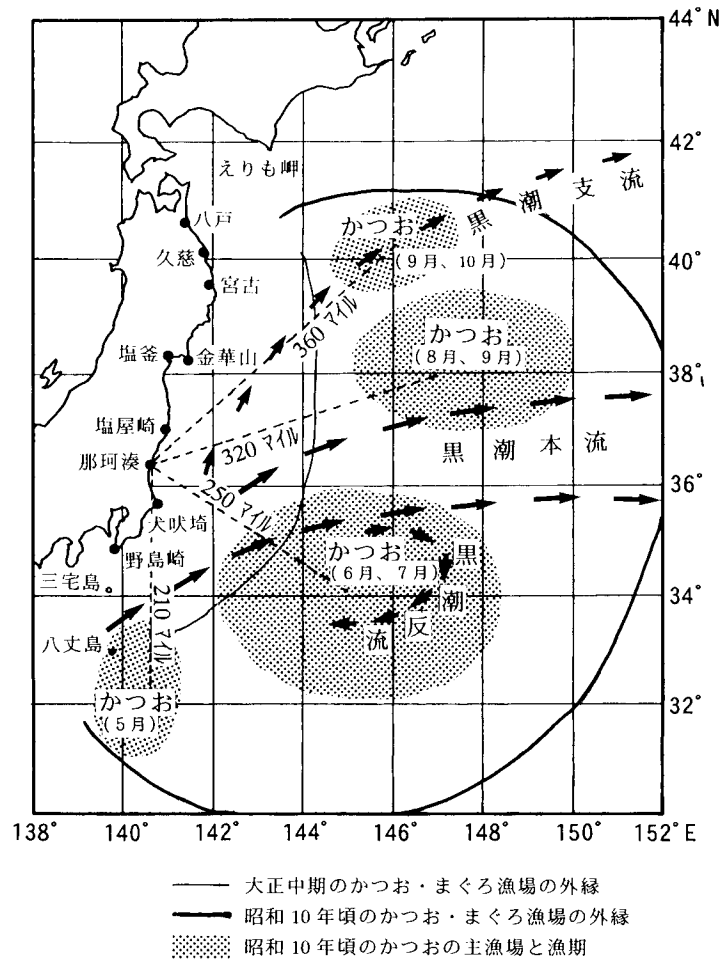 44°N
42°
えりも岬
黒潮支流
八戸
かつお
久慈
(9月、10月)
40°
宮古
360マイル
かつお
(8月、9月)
塩釜
金華山
38°
塩屋崎
320マイル
黒潮本流
那珂湊
250マイル
36°
犬吠埼
野島崎
かつお
(6月、7月)
黒潮反流
三宅島
34°
210マイル
八丈島
かつお
(5月)
32°
138°
140°
142°
144°
146°
148°
150°
152°E
大正中期のかつお・まぐろ漁場の外縁
昭和10年頃のかつお・まぐろ漁場の外縁
昭和10年頃のかつおの主漁場と漁期